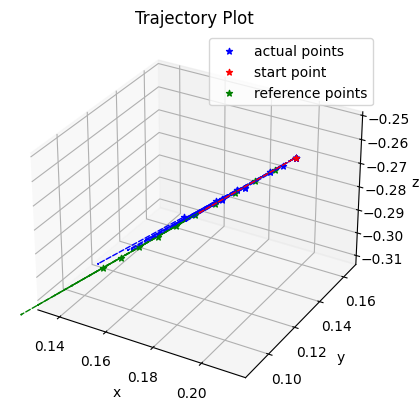 Trajectory Plot
actual points
start point
reference points
−0.25
−0.26
−0.27
−0.28
−0.29
−0.30
−0.31
z
0.16
0.14
0.12
0.10
y
0.14
0.16
0.18
0.20
x